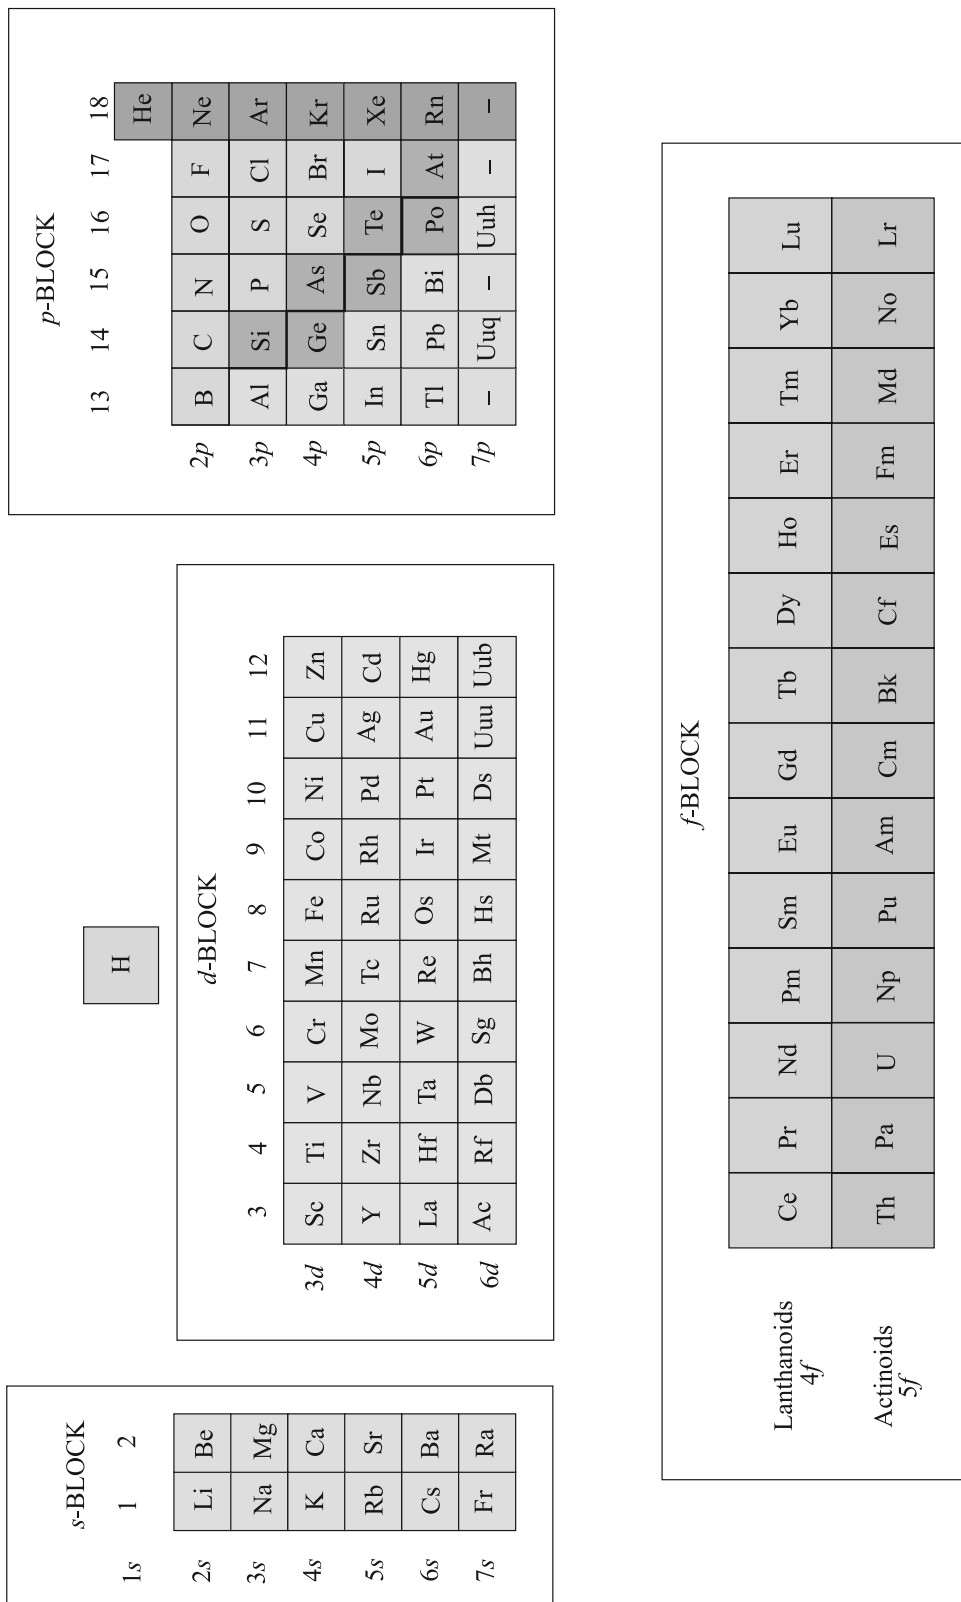 s-BLOCK
1 2
1s
2s Li Be
3s Na Mg
4s K Ca
5s Rb Sr
6s Cs Ba
7s Fr Ra
H
d-BLOCK
3 4 5 6 7 8 9 10 11 12
3d Sc Ti V Cr Mn Fe Co Ni Cu Zn
4d Y Zr Nb Mo Tc Ru Rh Pd Ag Cd
5d La Hf Ta W Re Os Ir Pt Au Hg
6d Ac Rf Db Sg Bh Hs Mt Ds Uuu Uub
p-BLOCK
13 14 15 16 17 18
He
2p B C N O F Ne
3p Al Si P S Cl Ar
4p Ga Ge As Se Br Kr
5p In Sn Sb Te I Xe
6p Tl Pb Bi Po At Rn
7p – Uuq – Uuh – –
f-BLOCK
Lanthanoids
4f
Ce Pr Nd Pm Sm Eu Gd Tb Dy Ho Er Tm Yb Lu
Actinoids
5f
Th Pa U Np Pu Am Cm Bk Cf Es Fm Md No Lr